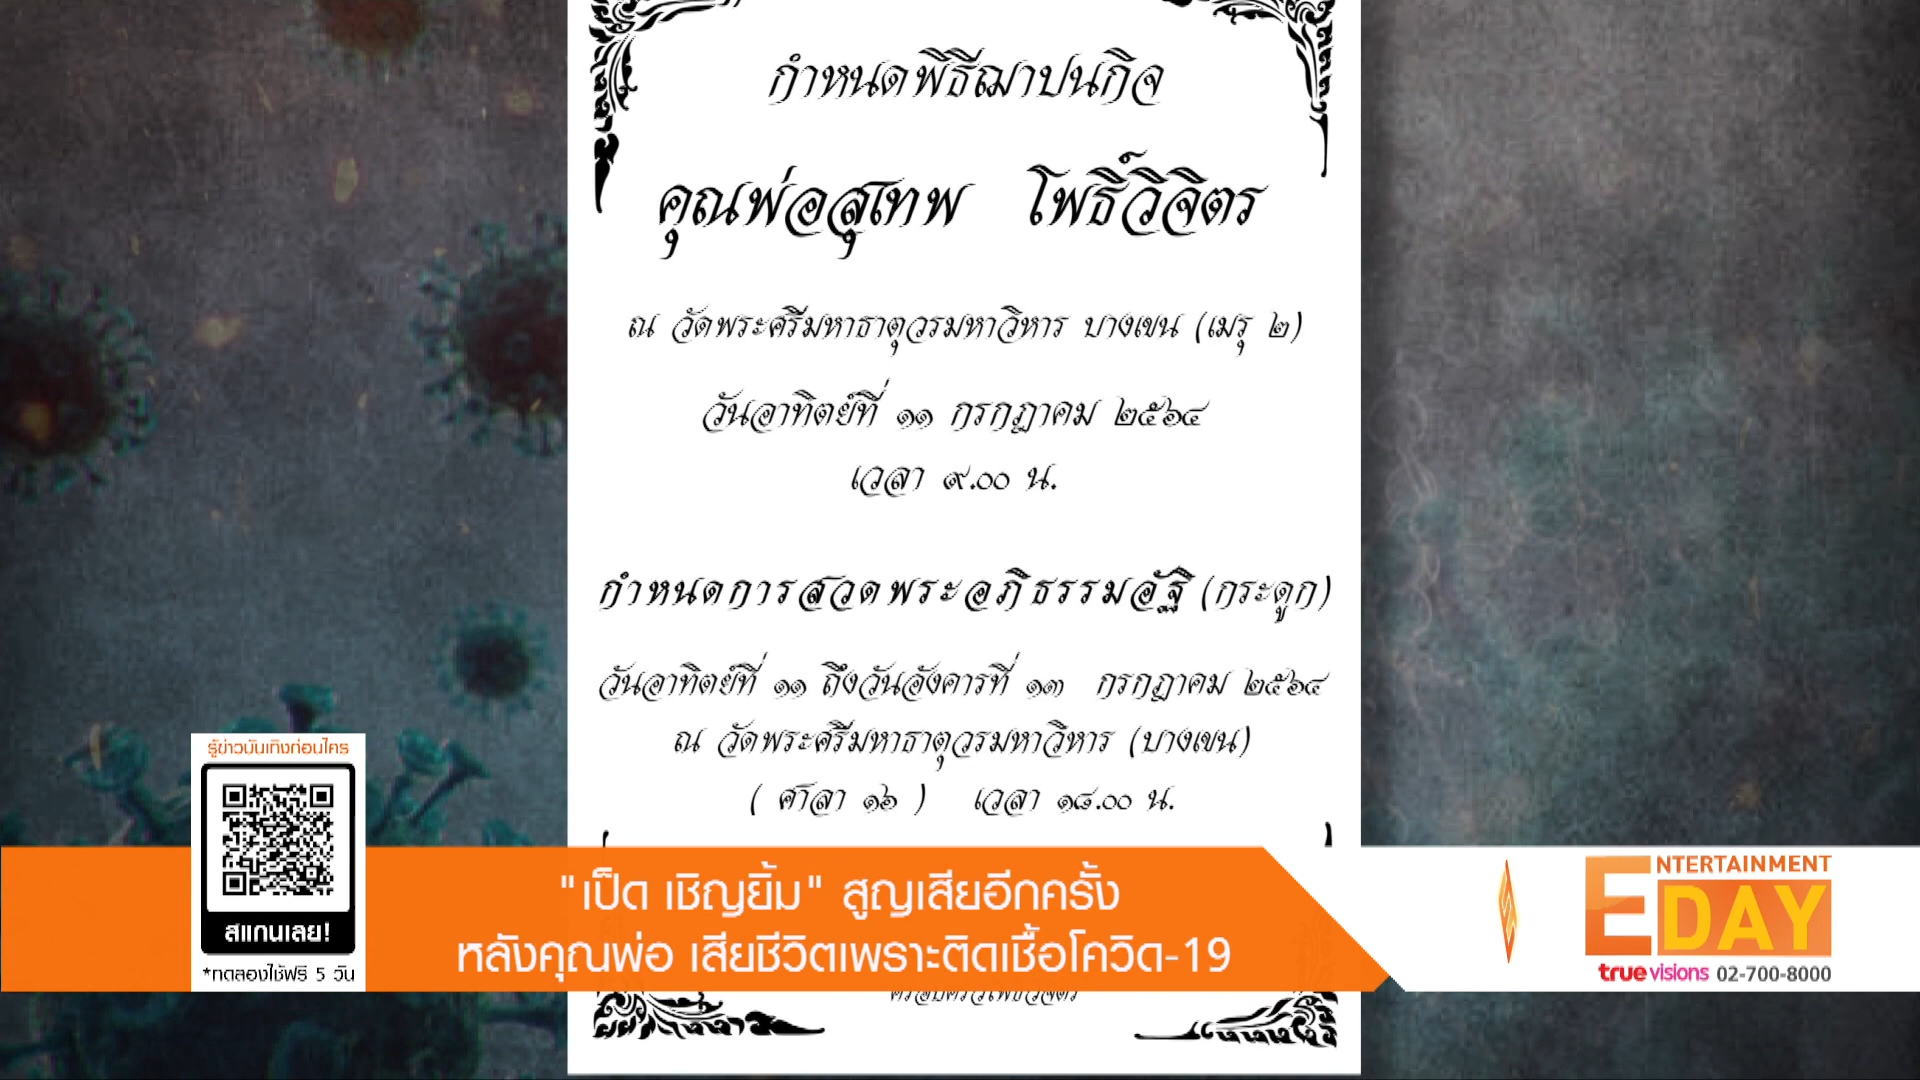 กำหนดพิธีฌาปนกิจ
คุณพ่อสุเทพ โพธิ์วิจิตร
ณ วัดพระศรีมหาธาตุวรมหาวิหาร บางเขน (เมรุ ๒)
วันอาทิตย์ที่ ๑๑ กรกฎาคม ๒๕๖๔
เวลา ๙.๐๐ น.
กำหนดการสวดพระอภิธรรมอัฐิ (กระดูก)
วันอาทิตย์ที่ ๑๑ ถึงวันอังคารที่ ๑๓ กรกฎาคม ๒๕๖๔
ณ วัดพระศรีมหาธาตุวรมหาวิหาร (บางเขน)
( ศาลา ๑๖ ) เวลา ๑๘.๐๐ น.
รู้ข่าวบันเทิงก่อนใคร
สแกนเลย!
*ทดลองใช้ฟรี 5 วัน
"เป็ด เชิญยิ้ม" สูญเสียอีกครั้ง
หลังคุณพ่อ เสียชีวิตเพราะติดเชื้อโควิด-19
ENTERTAINMENT
DAY
truevisions 02-700-8000